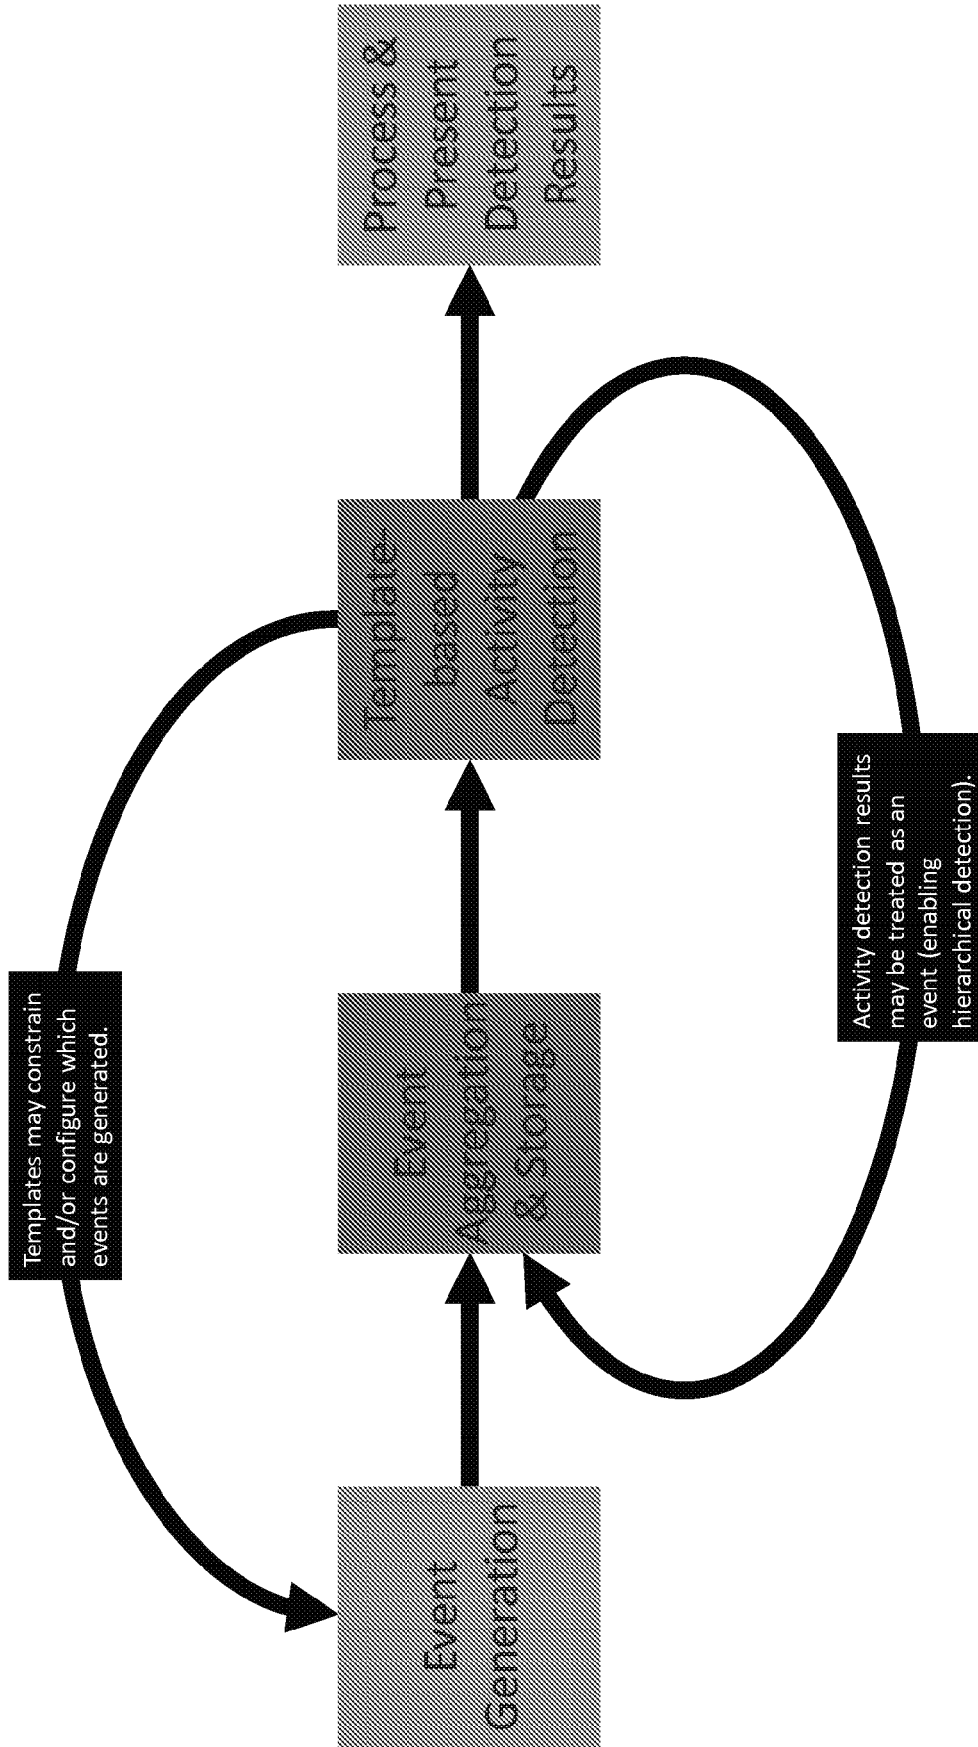 Templates may constrain
and/or configure which
events are generated.
Event
Generation
Event
Aggregation
& Storage
Template-
based
Activity
Detection
Process &
Present
Detection
Results
Activity detection results
may be treated as an
event (enabling
hierarchical detection).